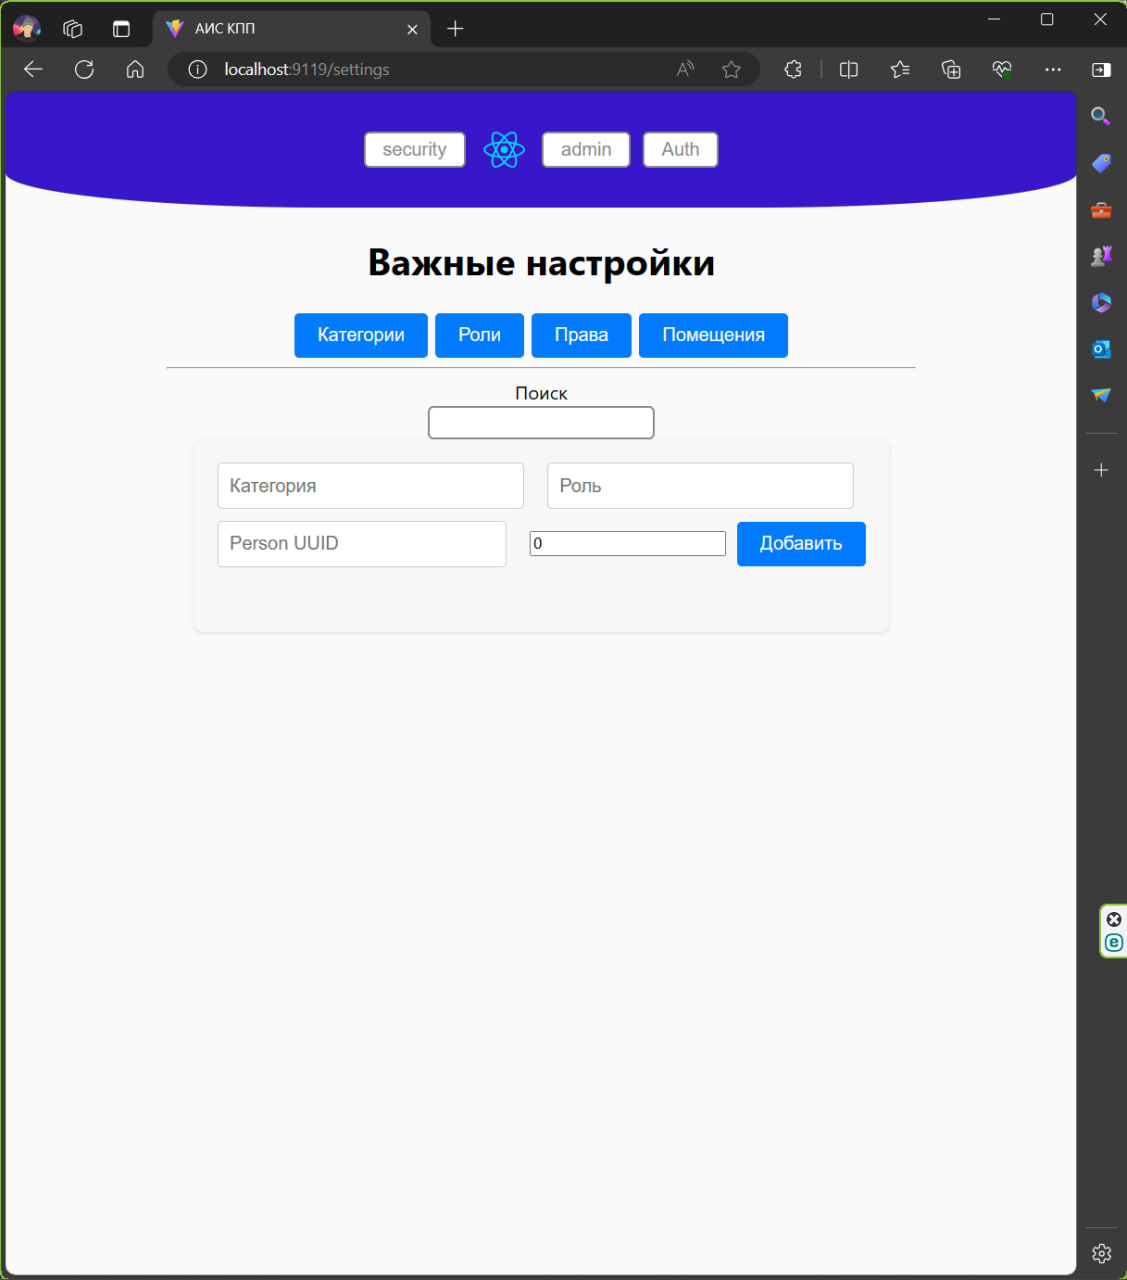 АИС КПП
localhost:9119/settings
security admin Auth
Важные настройки
Категории Роли Права Помещения
Поиск
Категория Роль
Person UUID 0 Добавить